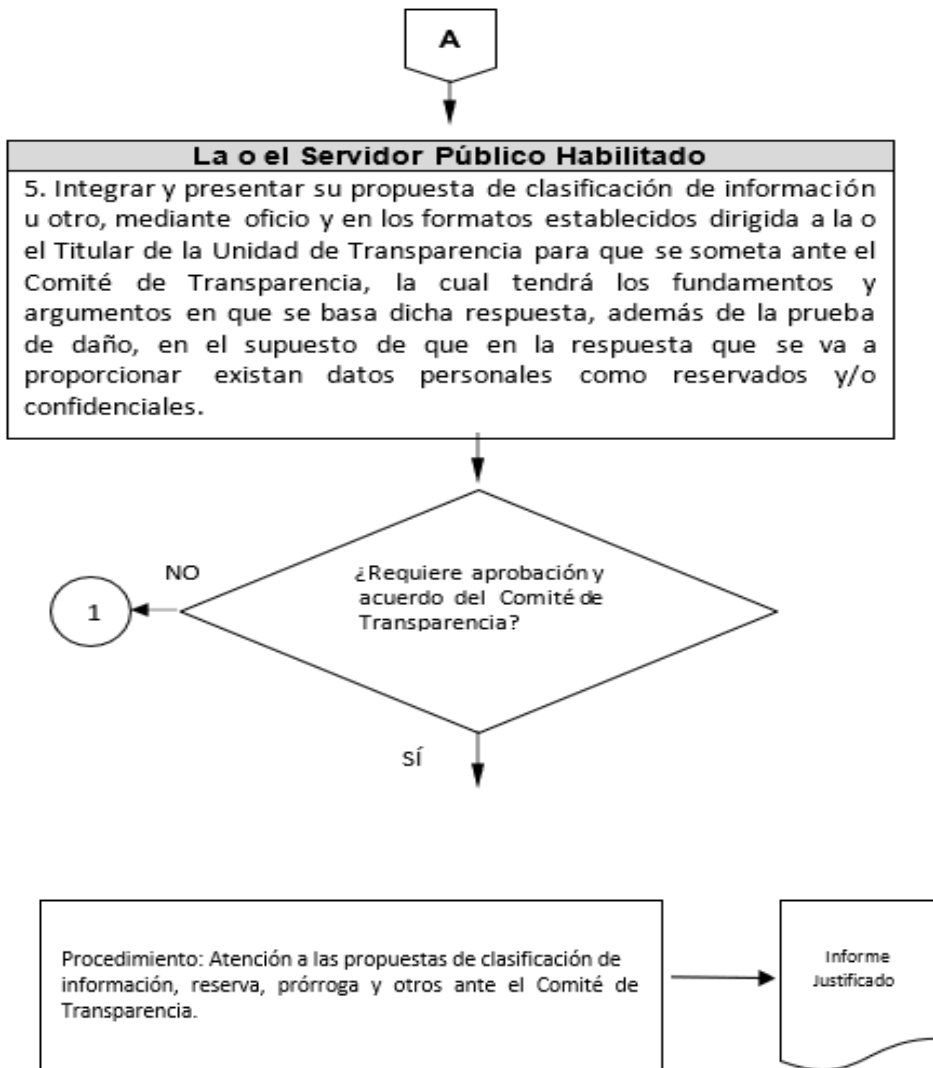 A
La o el Servidor Público Habilitado
5. Integrar y presentar su propuesta de clasificación de información
u otro, mediante oficio y en los formatos establecidos dirigida a la o
el Titular de la Unidad de Transparencia para que se someta ante el
Comité de Transparencia, la cual tendrá los fundamentos y
argumentos en que se basa dicha respuesta, además de la prueba
de daño, en el supuesto de que en la respuesta que se va a
proporcionar existan datos personales como reservados y/o
confidenciales.
NO
¿Requiere aprobación y
acuerdo del Comité de
Transparencia?
1
SÍ
Procedimiento: Atención a las propuestas de clasificación de
información, reserva, prórroga y otros ante el Comité de
Transparencia.
Informe
Justificado